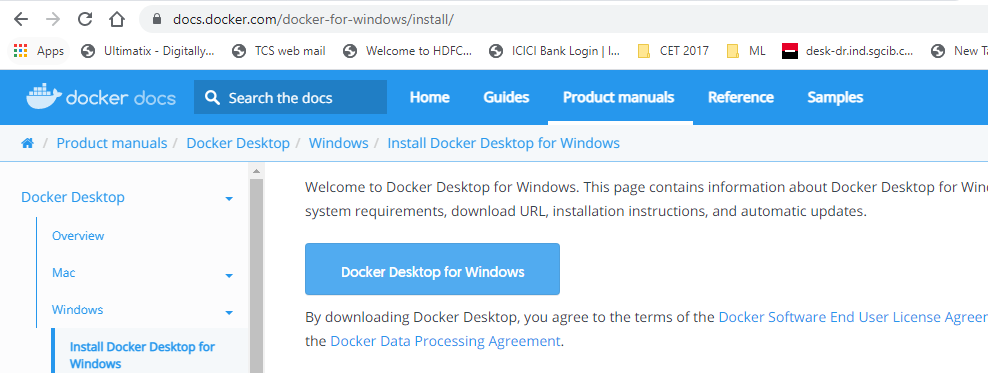 docs.docker.com/docker-for-windows/install/
Apps Ultimatix - Digitally... TCS web mail Welcome to HDFC... ICICI Bank Login | I... CET 2017 ML desk-dr.ind.sgcib.c... New Ta
docker docs Search the docs Home Guides Product manuals Reference Samples
/ Product manuals / Docker Desktop / Windows / Install Docker Desktop for Windows
Docker Desktop
Overview
Mac
Windows
Install Docker Desktop for
Windows
Welcome to Docker Desktop for Windows. This page contains information about Docker Desktop for Win
system requirements, download URL, installation instructions, and automatic updates.
Docker Desktop for Windows
By downloading Docker Desktop, you agree to the terms of the Docker Software End User License Agreer
the Docker Data Processing Agreement.